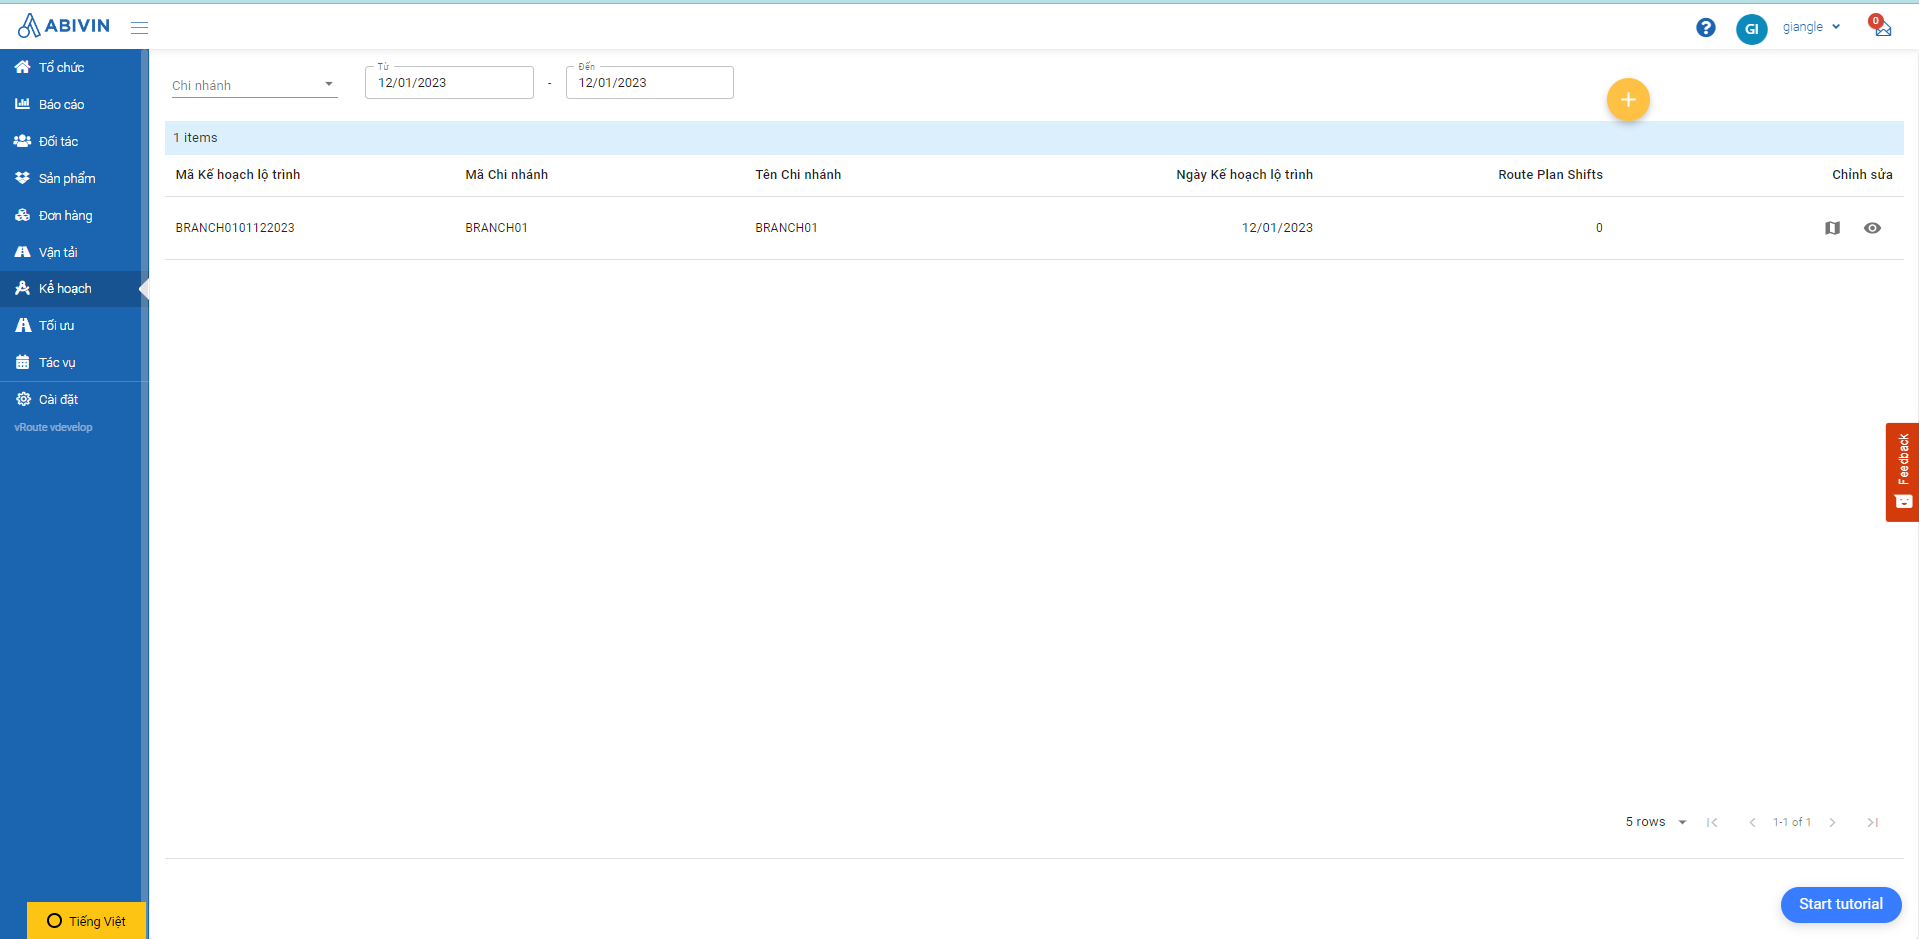 ABIVIN
?
GI
giangle
0
Tổ chức
Báo cáo
Đối tác
Sản phẩm
Đơn hàng
Vận tải
Kế hoạch
Tối ưu
Tác vụ
Cài đặt
vRoute vdevelop
Tiếng Việt
Chi nhánh
Từ
12/01/2023
-
Đến
12/01/2023
+
1 items
Mã Kế hoạch lộ trình Mã Chi nhánh Tên Chi nhánh Ngày Kế hoạch lộ trình Route Plan Shifts Chỉnh sửa
BRANCH0101122023 BRANCH01 BRANCH01 12/01/2023 0
5 rows 1-1 of 1
Feedback
Start tutorial